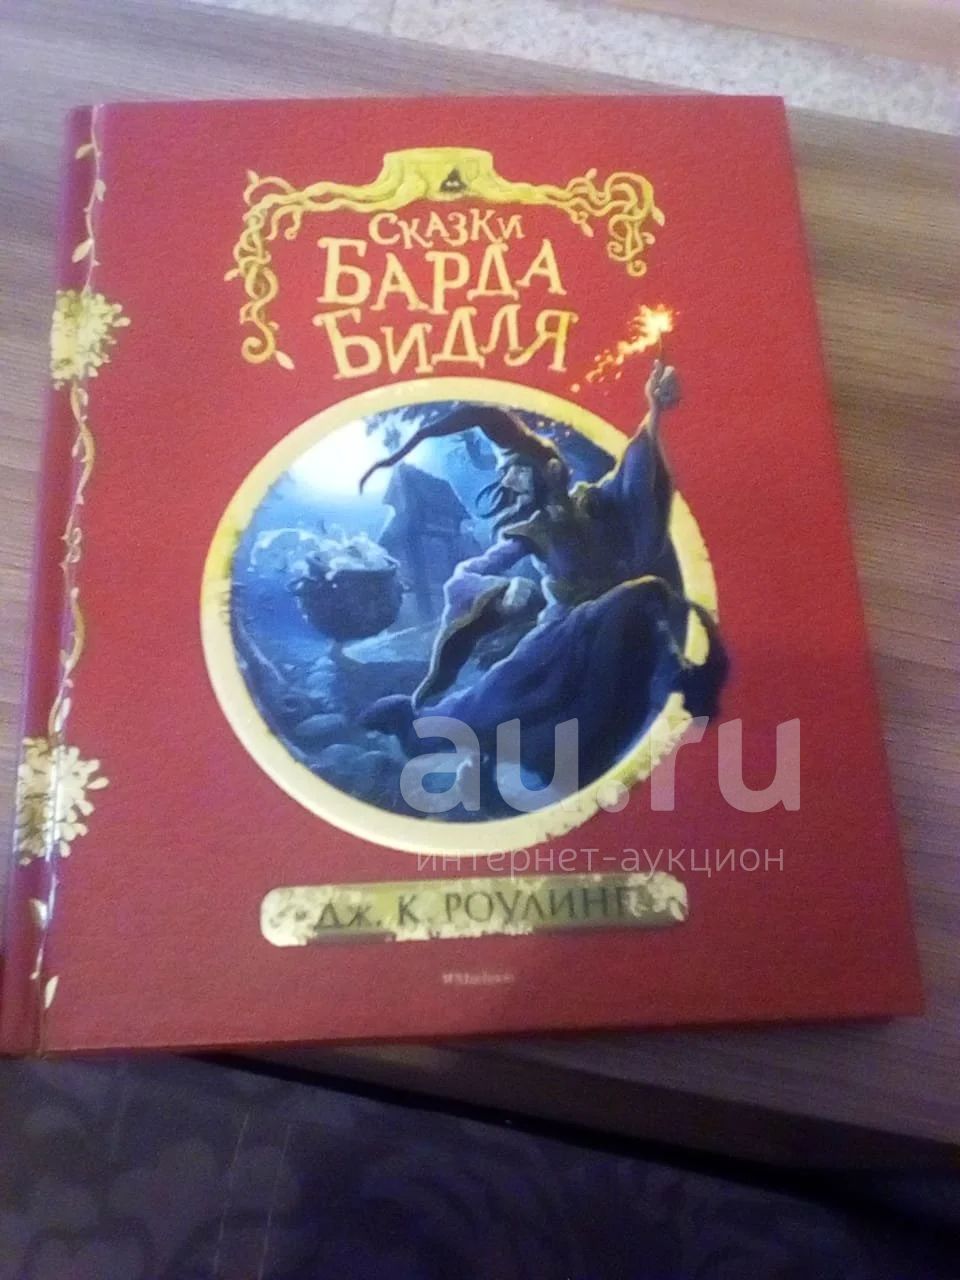 Сказки
БАРДА
БИДЛЯ
au.ru
интернет-аукцион
Дж. К. РОУЛИНГ